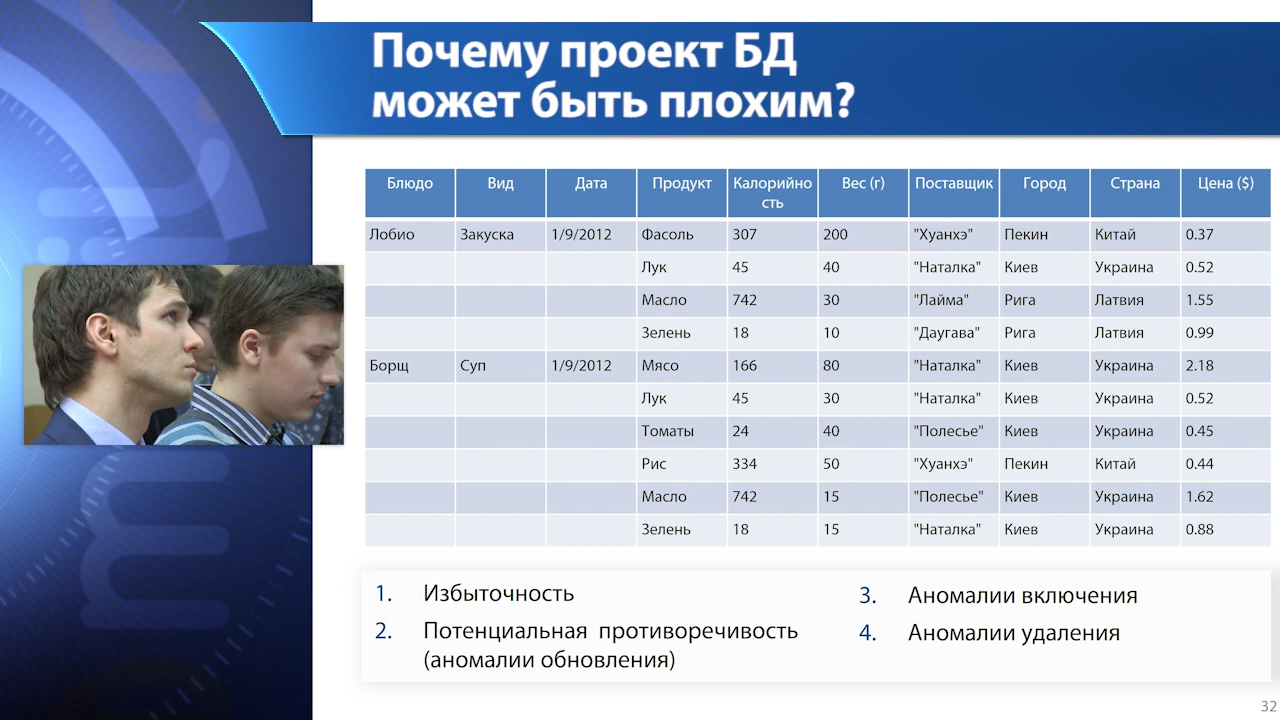 Почему проект БД
может быть плохим?
Блюдо Вид Дата Продукт Калорийно Вес (г) Поставщик Город Страна Цена ($)
сть
Лобио Закуска 1/9/2012 Фасоль 307 200 "Хуанхэ" Пекин Китай 0.37
Лук 45 40 "Наталка" Киев Украина 0.52
Масло 742 30 "Лайма" Рига Латвия 1.55
Зелень 18 10 "Даугава" Рига Латвия 0.99
Борщ Суп 1/9/2012 Мясо 166 80 "Наталка" Киев Украина 2.18
Лук 45 30 "Наталка" Киев Украина 0.52
Томаты 24 40 "Полесье" Киев Украина 0.45
Рис 334 50 "Хуанхэ" Пекин Китай 0.44
Масло 742 15 "Полесье" Киев Украина 1.62
Зелень 18 15 "Наталка" Киев Украина 0.88
1. Избыточность
2. Потенциальная противоречивость
(аномалии обновления)
3. Аномалии включения
4. Аномалии удаления
32